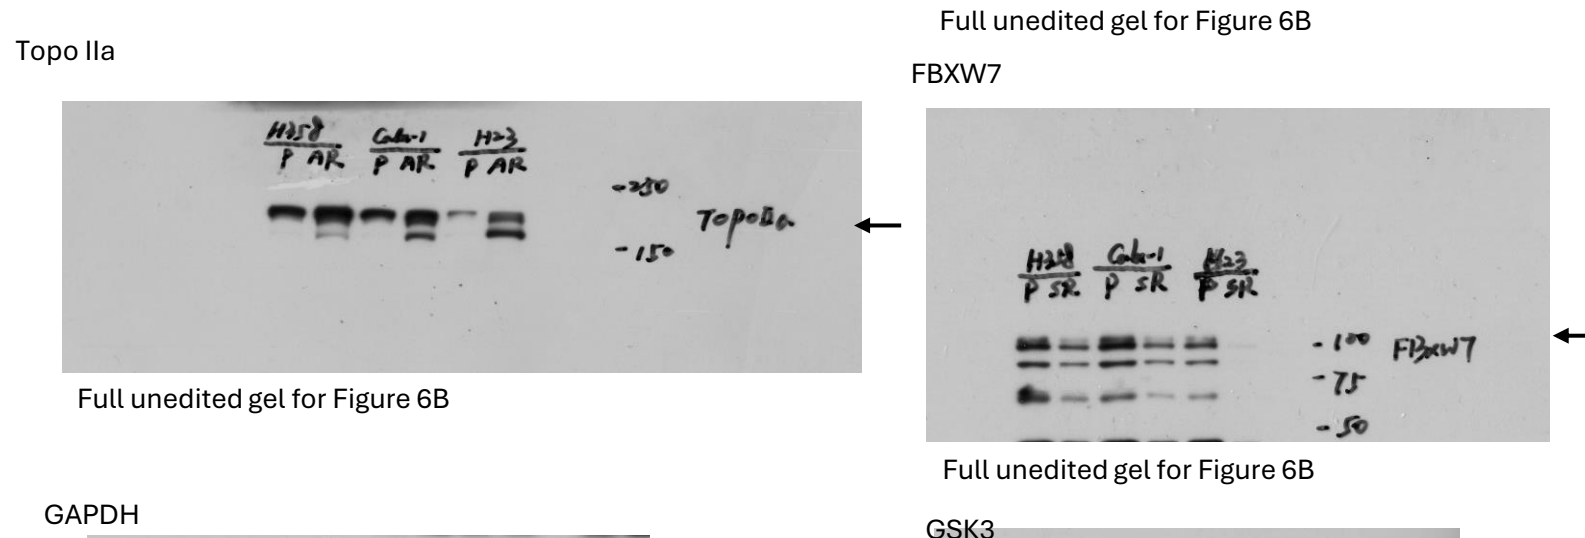 Full unedited gel for Figure 6B
Topo IIa
FBXW7
H358 Calu-1 H23
P AR P AR P AR
-250
TopoIIa
-150
Full unedited gel for Figure 6B
H358 Calu-1 H23
P SR P SR P SR
-100 FBxw7
-75
-50
Full unedited gel for Figure 6B
GAPDH
GSK3